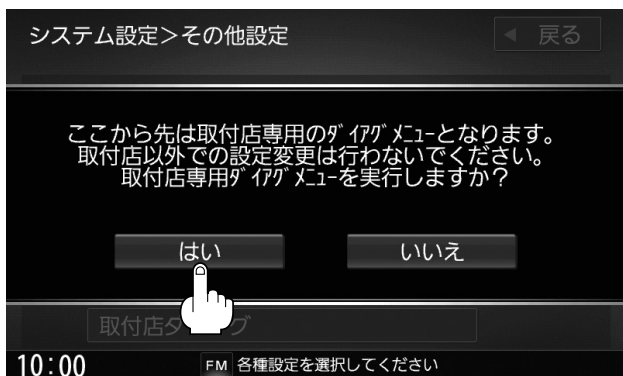 システム設定＞その他設定
◀ 戻る
ここから先は取付店専用のﾀﾞｲｱｸﾞﾒﾆｭｰとなります。
取付店以外での設定変更は行わないでください。
取付店専用ﾀﾞｲｱｸﾞﾒﾆｭｰを実行しますか？
はい
いいえ
取付店ダ
グ
10:00
FM 各種設定を選択してください